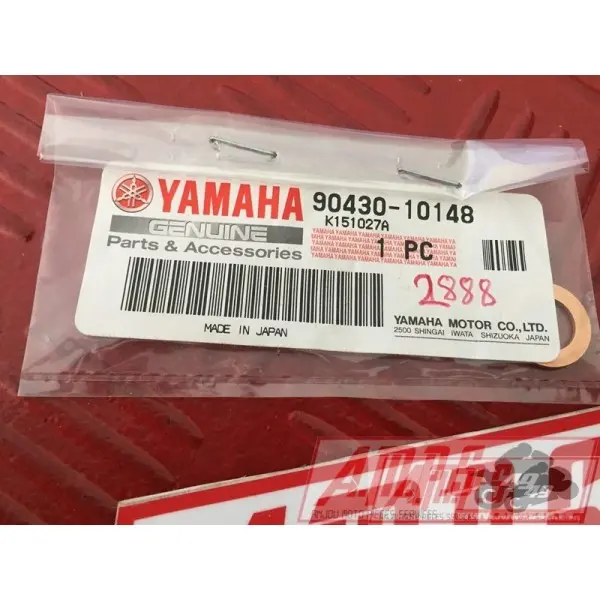 YAMAHA 90430-10148
GENUINE K151027A
Parts & Accessories 1 PC
2888
MADE IN JAPAN
YAMAHA MOTOR CO., LTD.
2500 SHINGAI IWATA SHIZUOKA JAPAN